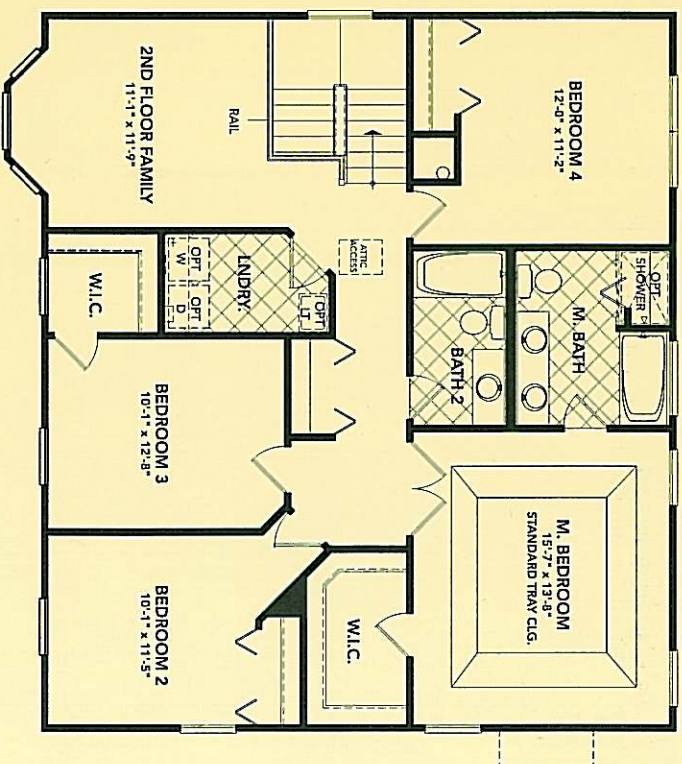 BEDROOM 4
12'-0" x 11'-2"
OPT.
SHOWER
M. BATH
M. BEDROOM
15'-7" x 13'-8"
STANDARD TRAY CLG.
BATH 2
RAIL
ATTIC
ACCESS
2ND FLOOR FAMILY
11'-1" x 11'-9"
LNDRY.
OPT
LT
OPT
W
OPT
D
W.I.C.
BEDROOM 3
10'-1" x 12'-8"
W.I.C.
BEDROOM 2
10'-1" x 11'-5"